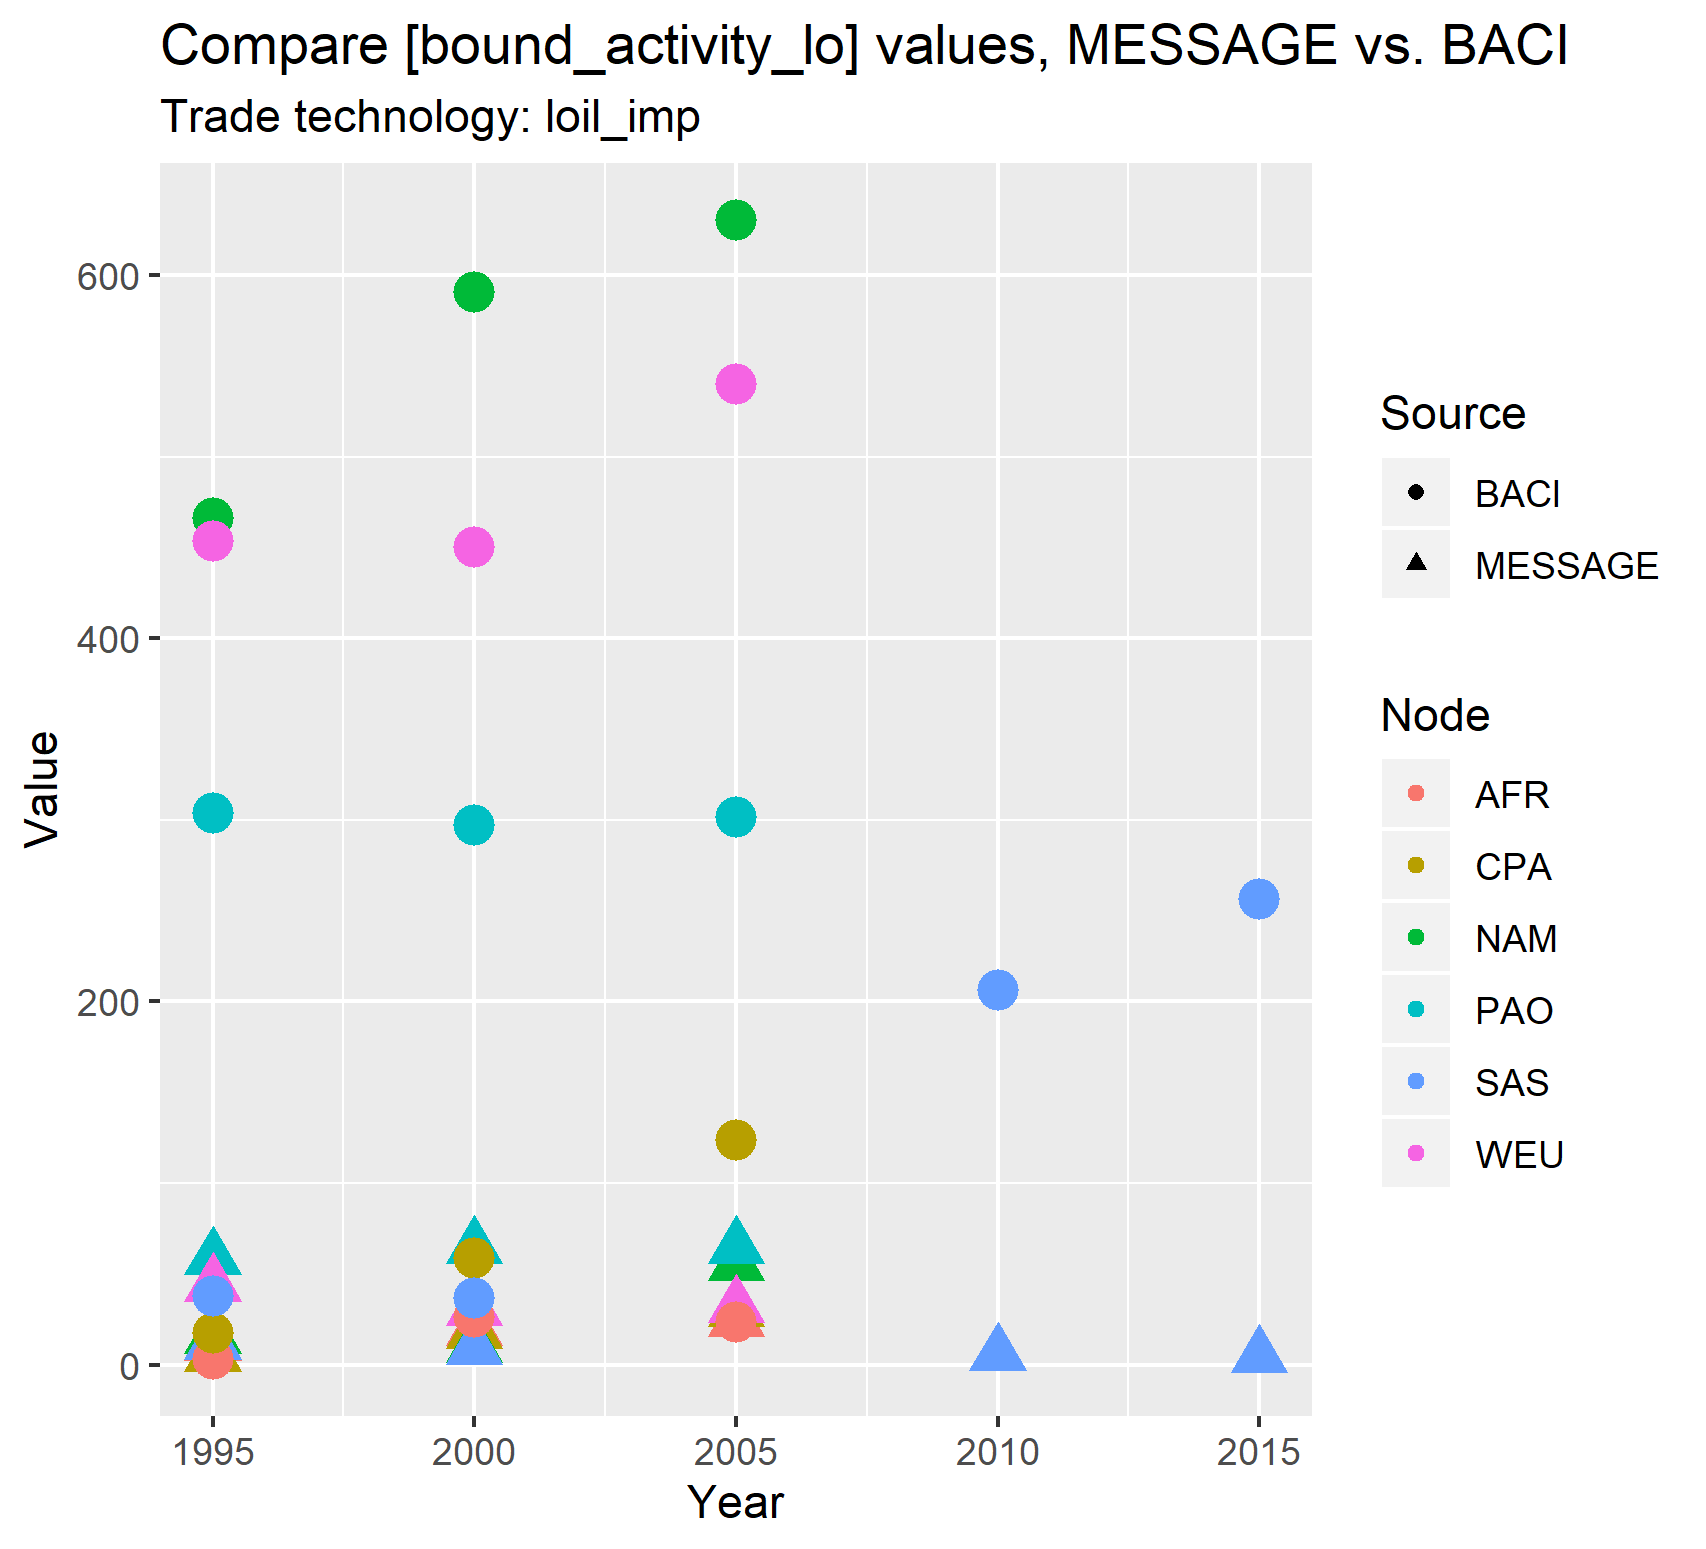 Compare [bound_activity_lo] values, MESSAGE vs. BACI
Trade technology: loil_imp
Value
600
400
200
0
1995 2000 2005 2010 2015
Year
Source
BACI
MESSAGE
Node
AFR
CPA
NAM
PAO
SAS
WEU